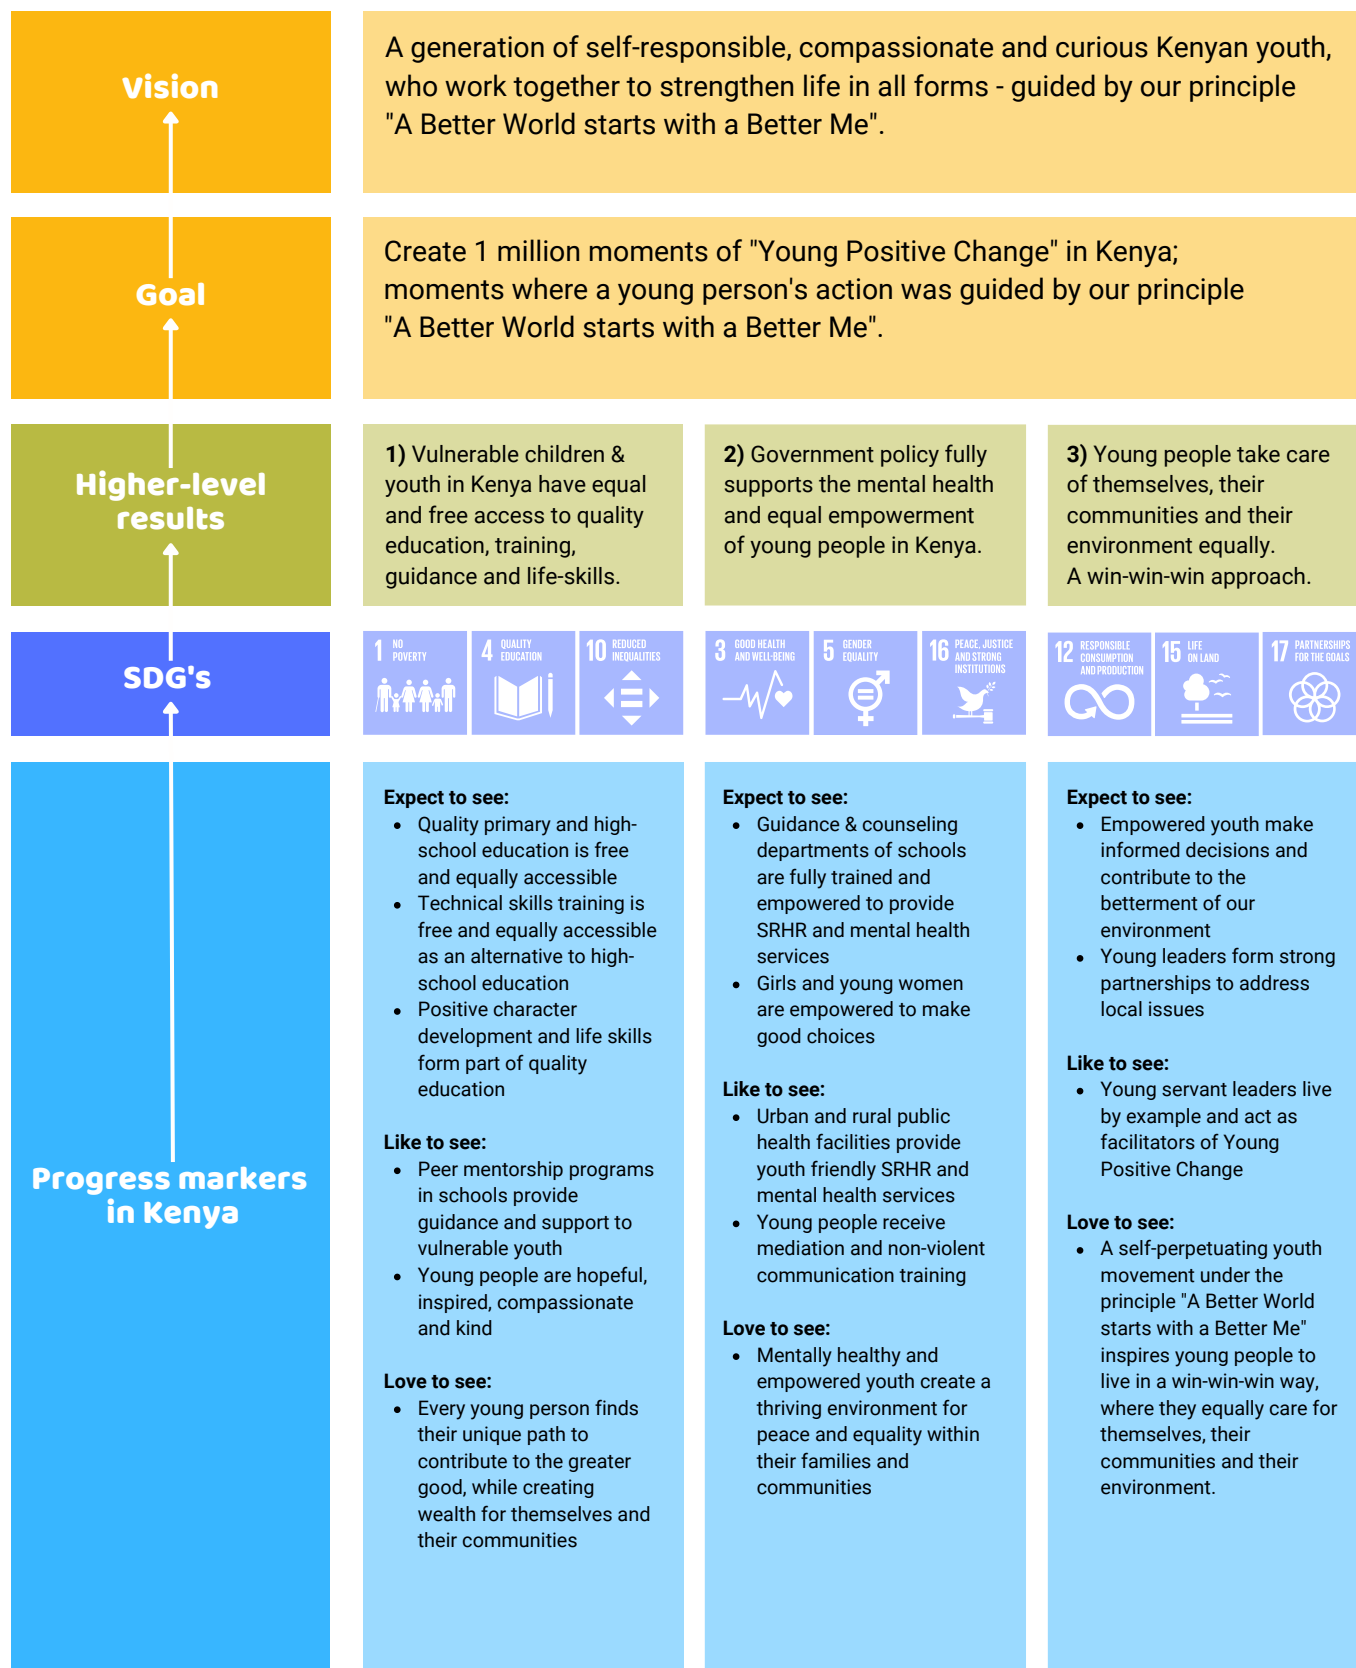 Vision
A generation of self-responsible, compassionate and curious Kenyan youth,
who work together to strengthen life in all forms - guided by our principle
"A Better World starts with a Better Me".
Goal
Create 1 million moments of "Young Positive Change" in Kenya;
moments where a young person's action was guided by our principle
"A Better World starts with a Better Me".
Higher-level
results
1) Vulnerable children &
youth in Kenya have equal
and free access to quality
education, training,
guidance and life-skills.
2) Government policy fully
supports the mental health
and equal empowerment
of young people in Kenya.
3) Young people take care
of themselves, their
communities and their
environment equally.
A win-win-win approach.
SDG's
1 NO
POVERTY
4 QUALITY
EDUCATION
10 REDUCED
INEQUALITIES
3 GOOD HEALTH
AND WELL-BEING
5 GENDER
EQUALITY
16 PEACE, JUSTICE
AND STRONG
INSTITUTIONS
12 RESPONSIBLE
CONSUMPTION
AND PRODUCTION
15 LIFE
ON LAND
17 PARTNERSHIPS
FOR THE GOALS
Progress markers
in Kenya
Expect to see:
• Quality primary and high-
school education is free
and equally accessible
• Technical skills training is
free and equally accessible
as an alternative to high-
school education
• Positive character
development and life skills
form part of quality
education
Like to see:
• Peer mentorship programs
in schools provide
guidance and support to
vulnerable youth
• Young people are hopeful,
inspired, compassionate
and kind
Love to see:
• Every young person finds
their unique path to
contribute to the greater
good, while creating
wealth for themselves and
their communities
Expect to see:
• Guidance & counseling
departments of schools
are fully trained and
empowered to provide
SRHR and mental health
services
• Girls and young women
are empowered to make
good choices
Like to see:
• Urban and rural public
health facilities provide
youth friendly SRHR and
mental health services
• Young people receive
mediation and non-violent
communication training
Love to see:
• Mentally healthy and
empowered youth create a
thriving environment for
peace and equality within
their families and
communities
Expect to see:
• Empowered youth make
informed decisions and
contribute to the
betterment of our
environment
• Young leaders form strong
partnerships to address
local issues
Like to see:
• Young servant leaders live
by example and act as
facilitators of Young
Positive Change
Love to see:
• A self-perpetuating youth
movement under the
principle "A Better World
starts with a Better Me"
inspires young people to
live in a win-win-win way,
where they equally care for
themselves, their
communities and their
environment.